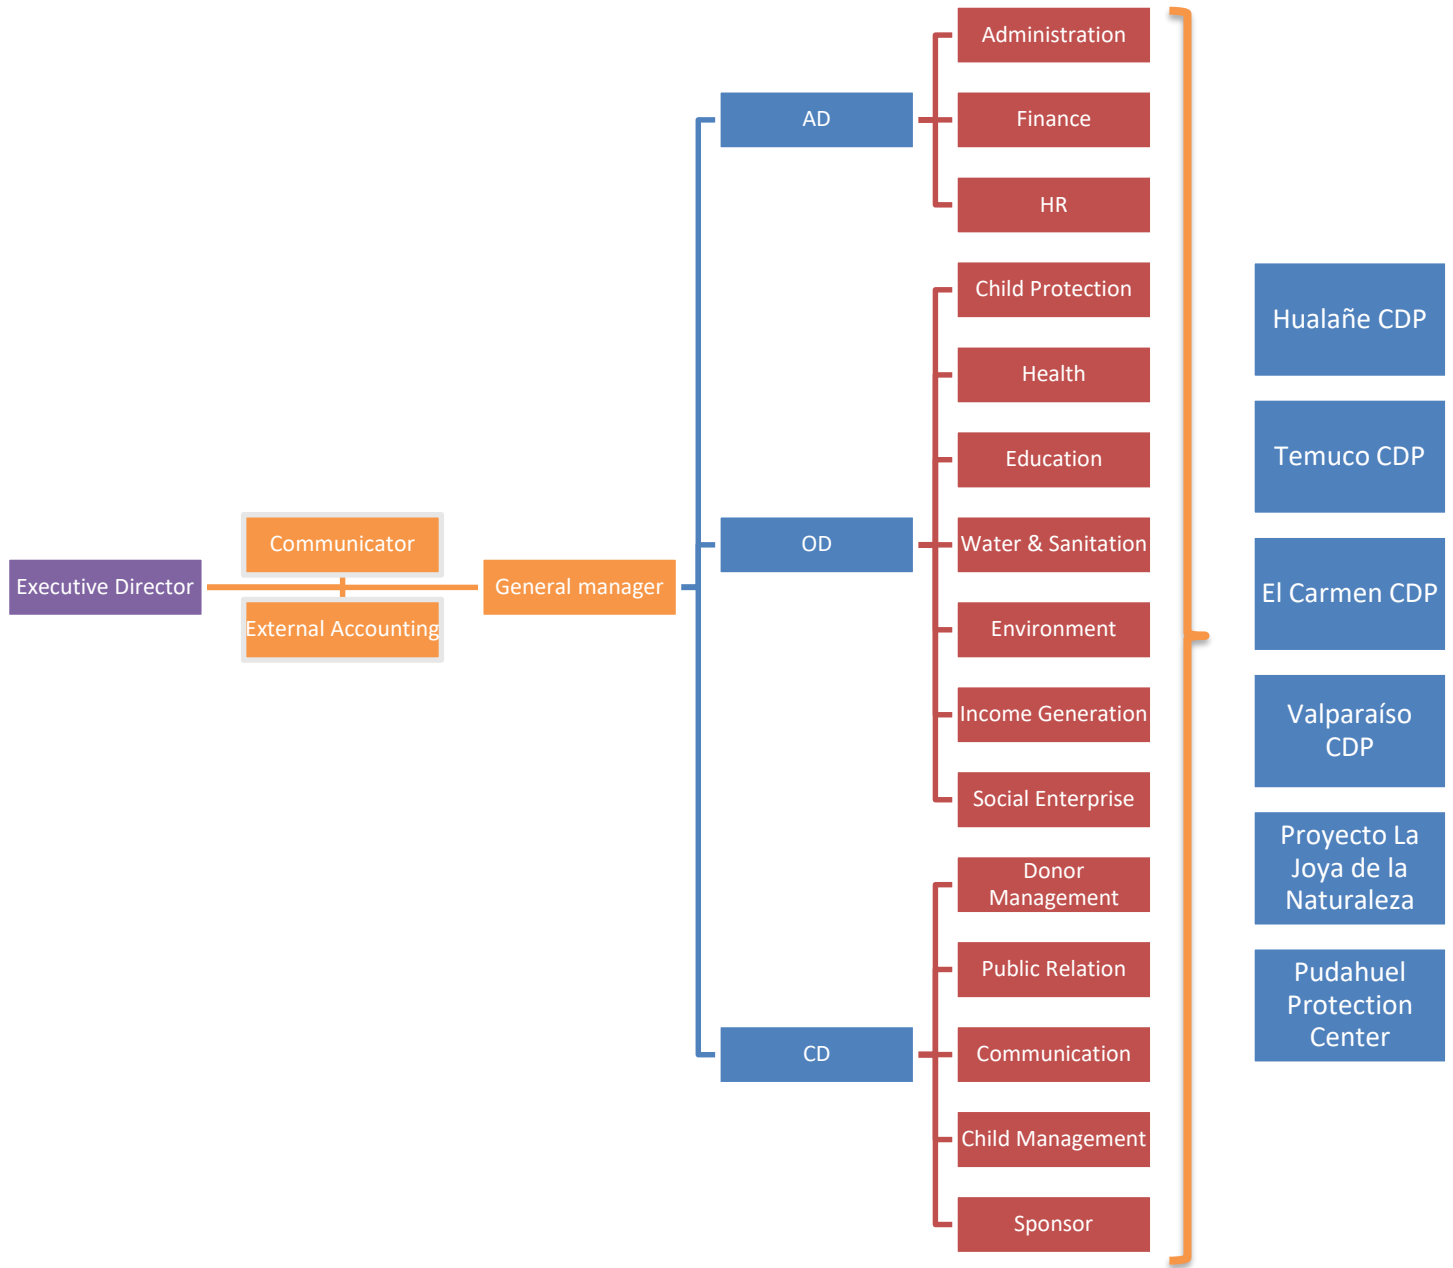 Executive Director
Communicator
External Accounting
General manager
AD
OD
CD
Administration
Finance
HR
Child Protection
Health
Education
Water & Sanitation
Environment
Income Generation
Social Enterprise
Donor
Management
Public Relation
Communication
Child Management
Sponsor
Hualañe CDP
Temuco CDP
El Carmen CDP
Valparaíso
CDP
Proyecto La
Joya de la
Naturaleza
Pudahuel
Protection
Center